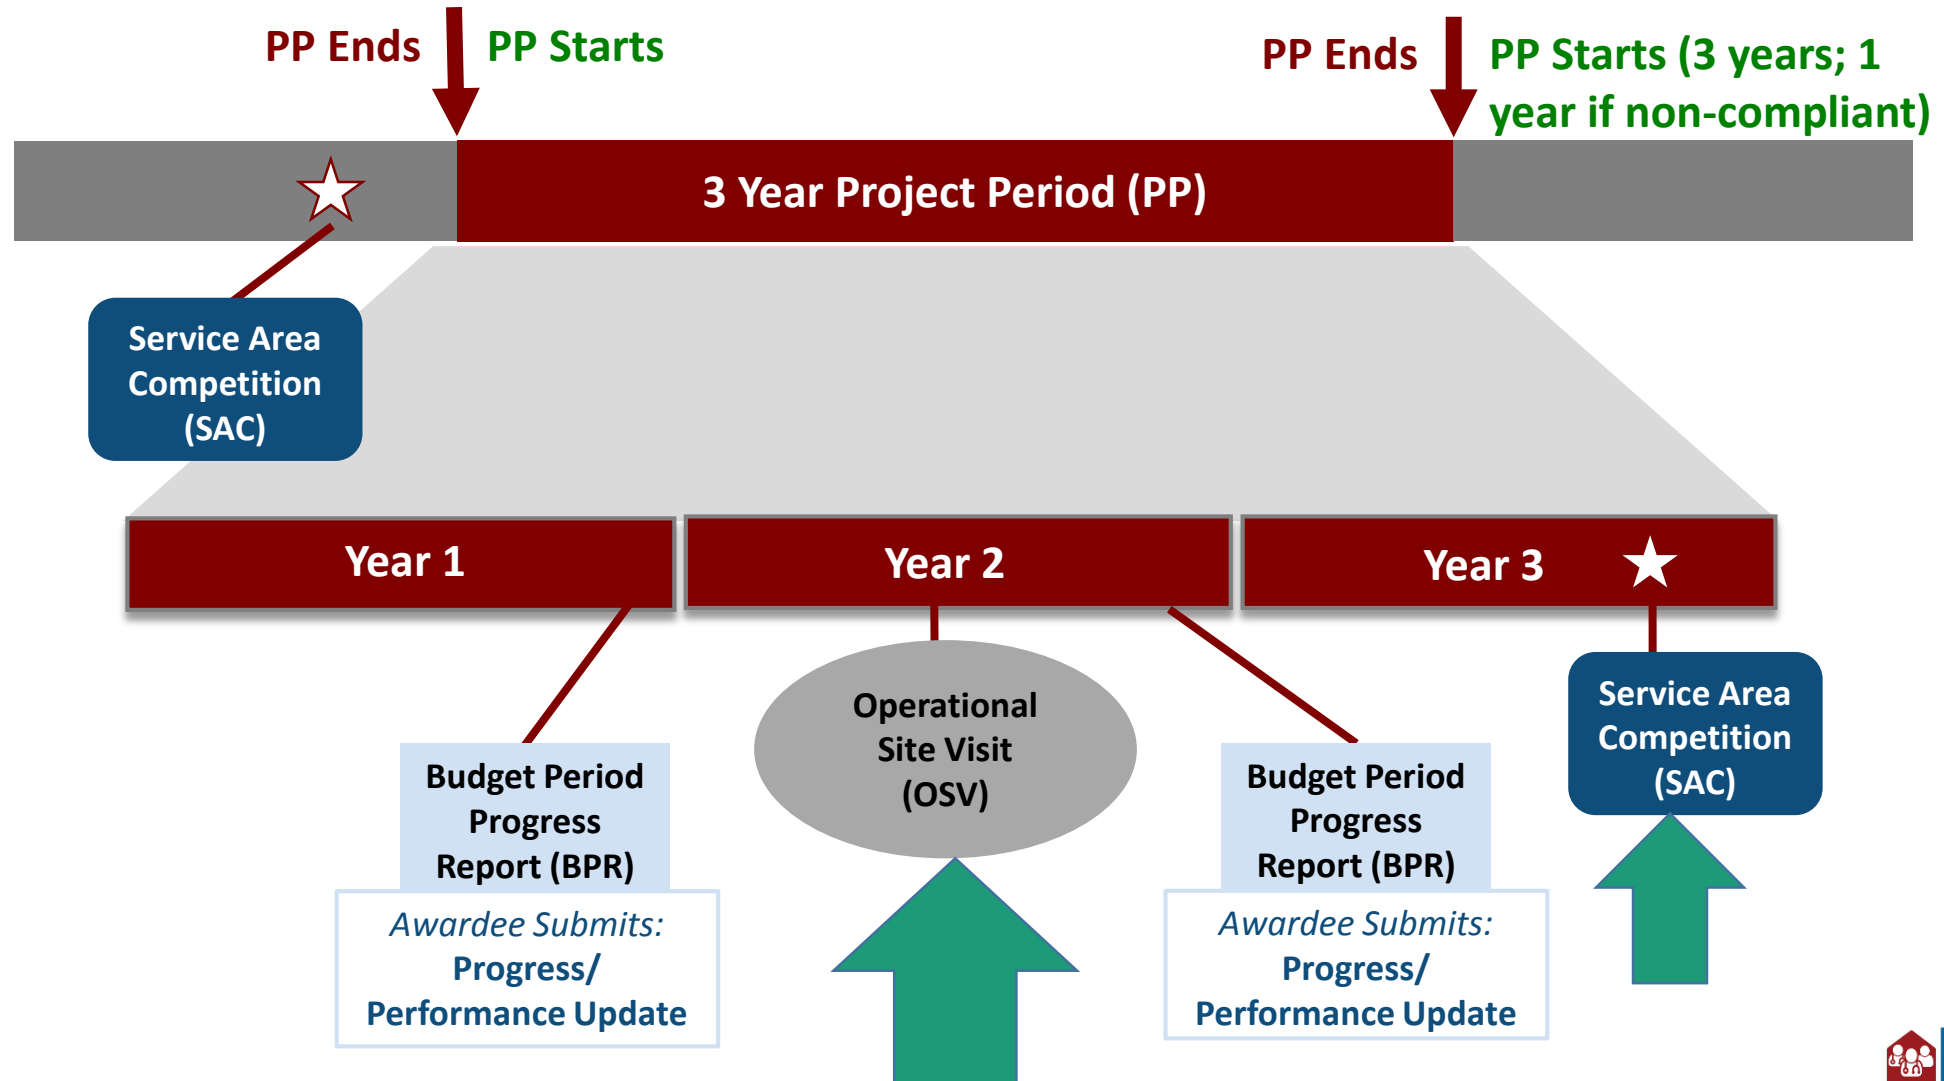 PP Ends
PP Starts
PP Ends
PP Starts (3 years; 1
year if non-compliant)
3 Year Project Period (PP)
Service Area
Competition
(SAC)
Year 1
Year 2
Year 3
Budget Period
Progress
Report (BPR)
Awardee Submits:
Progress/
Performance Update
Operational
Site Visit
(OSV)
Budget Period
Progress
Report (BPR)
Awardee Submits:
Progress/
Performance Update
Service Area
Competition
(SAC)